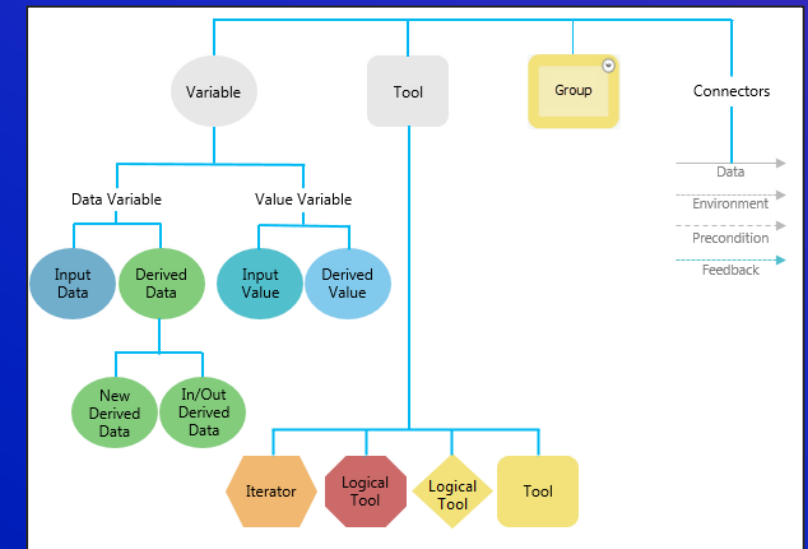 Variable
Tool
Group
Connectors
Data
Environment
Precondition
Feedback
Data Variable
Value Variable
Input
Data
Derived
Data
Input
Value
Derived
Value
New
Derived
Data
In/Out
Derived
Data
Iterator
Logical
Tool
Logical
Tool
Tool